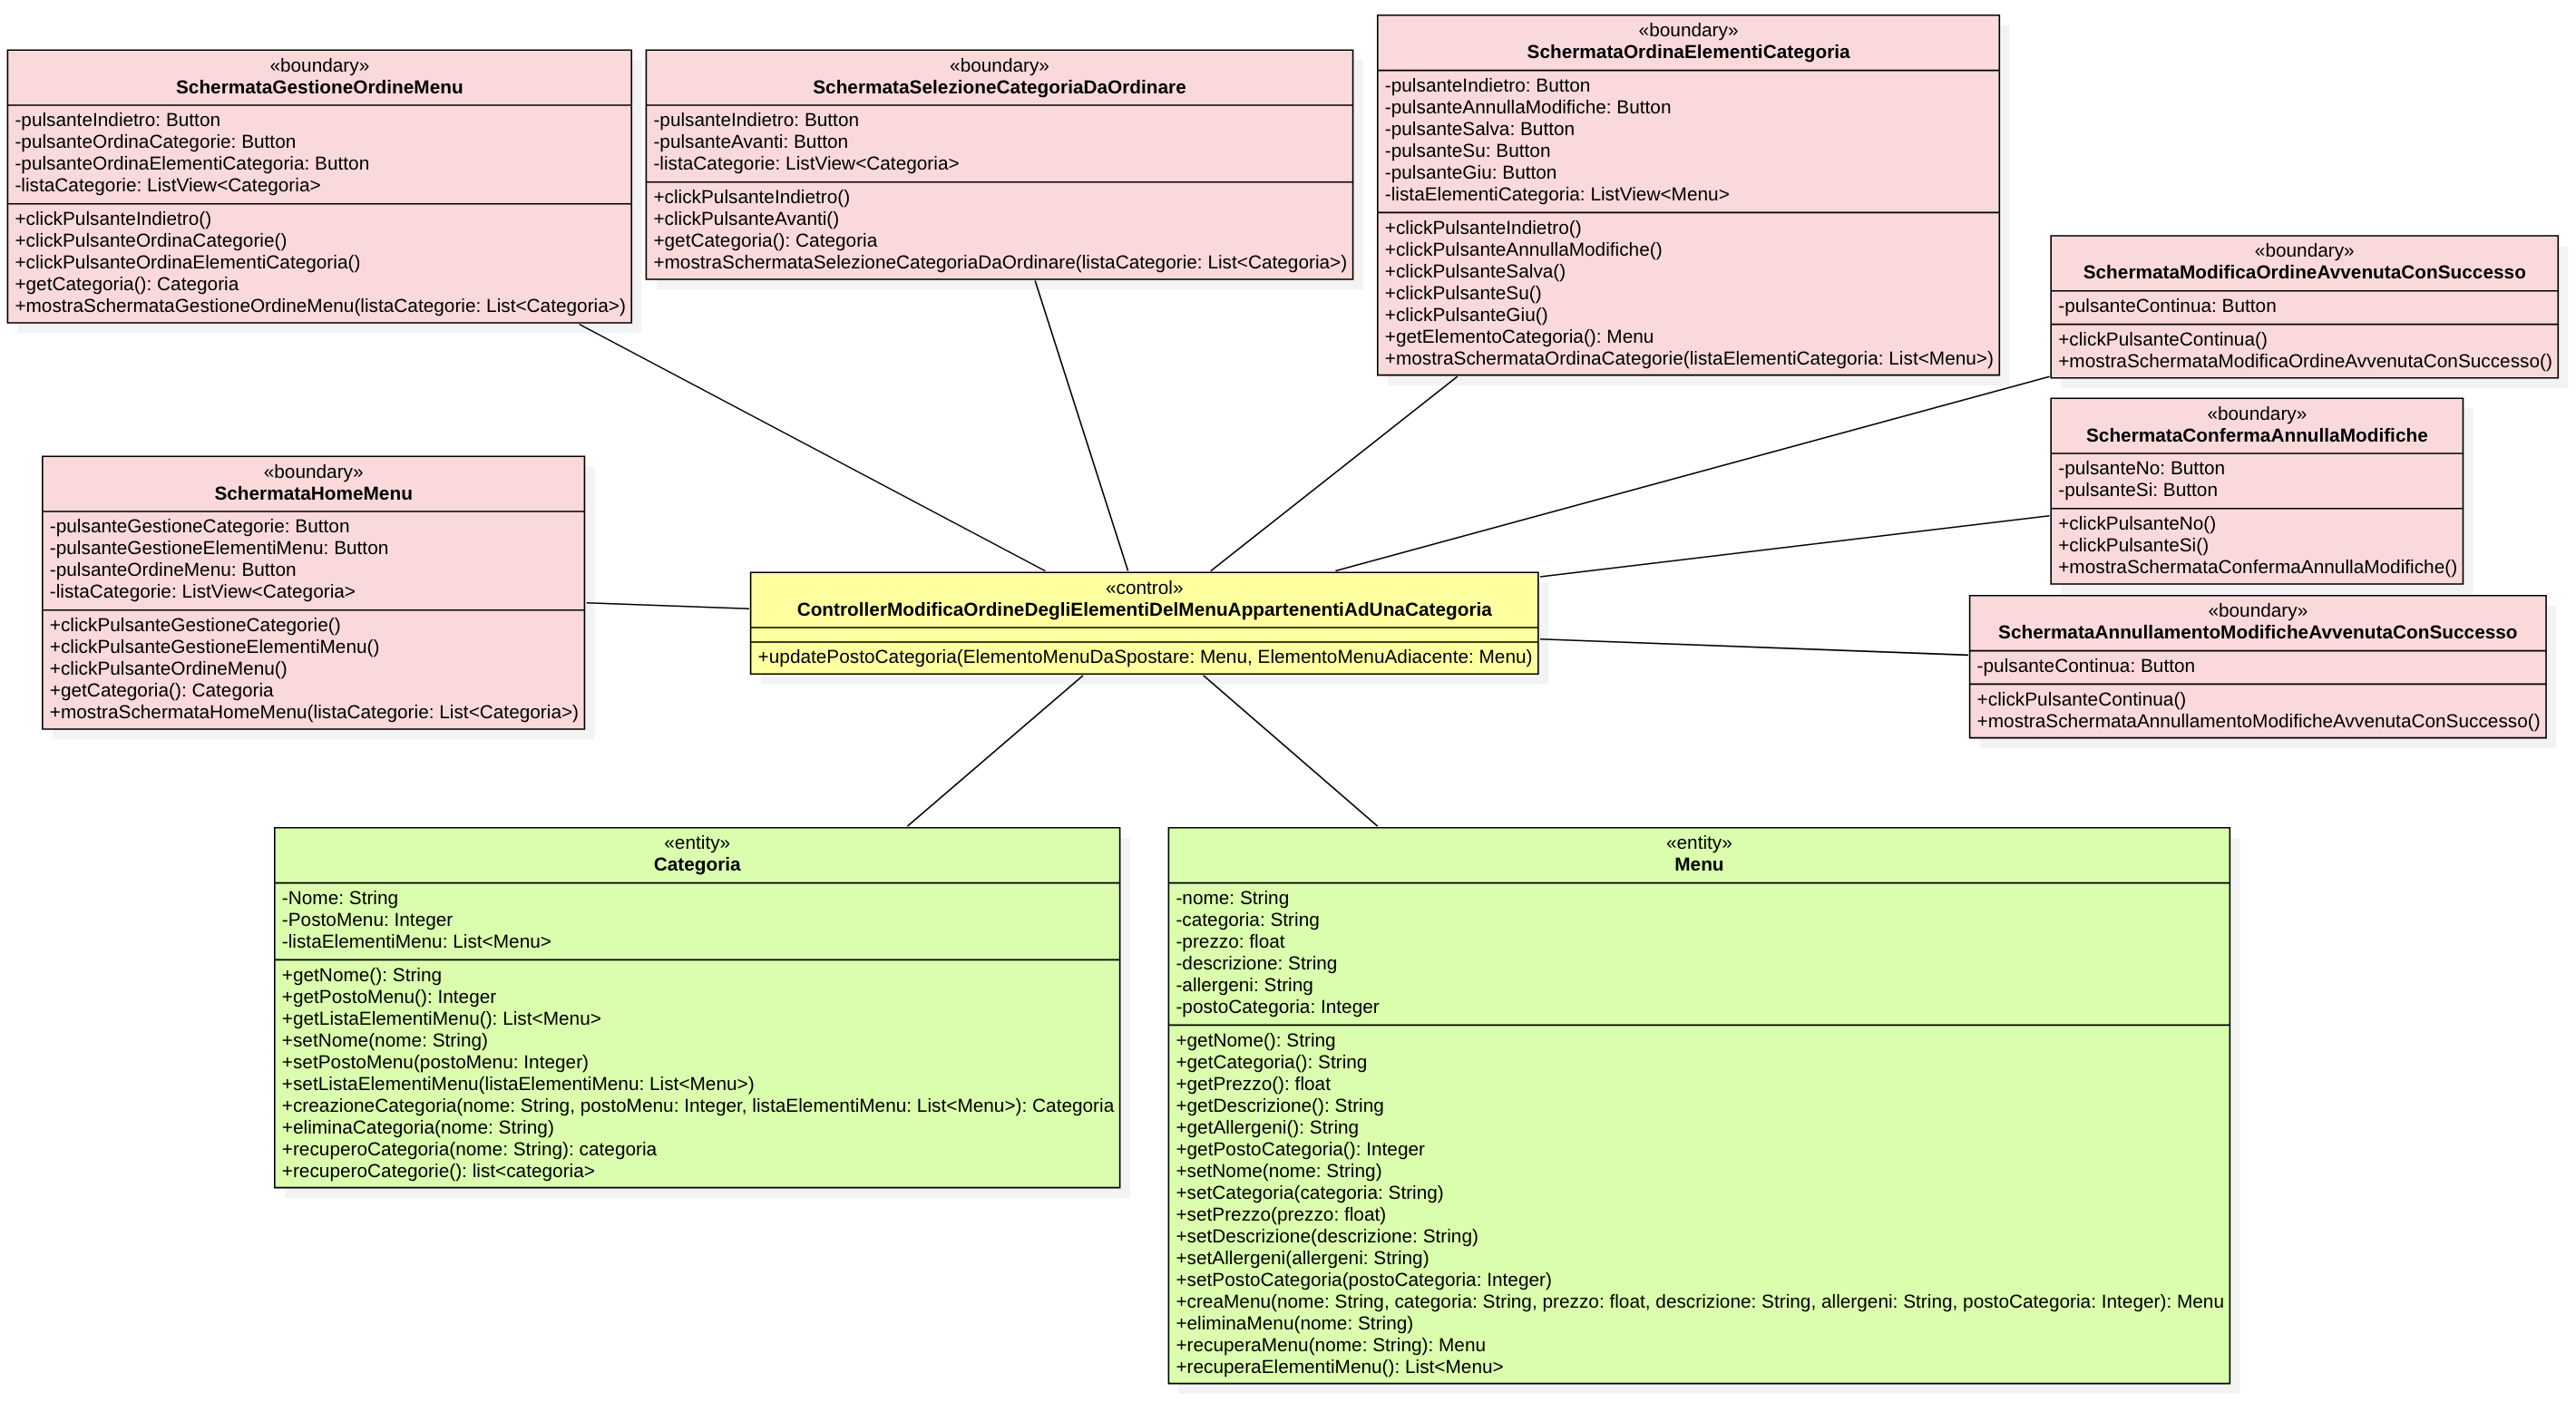 «boundary»
SchermataGestioneOrdineMenu
-pulsanteIndietro: Button
-pulsanteOrdinaCategorie: Button
-pulsanteOrdinaElementiCategoria: Button
-listaCategorie: ListView<Categoria>
+clickPulsanteIndietro()
+clickPulsanteOrdinaCategorie()
+clickPulsanteOrdinaElementiCategoria()
+getCategoria(): Categoria
+mostraSchermataGestioneOrdineMenu(listaCategorie: List<Categoria>)
«boundary»
SchermataSelezioneCategoriaDaOrdinare
-pulsanteIndietro: Button
-pulsanteAvanti: Button
-listaCategorie: ListView<Categoria>
+clickPulsanteIndietro()
+clickPulsanteAvanti()
+getCategoria(): Categoria
+mostraSchermataSelezioneCategoriaDaOrdinare(listaCategorie: List<Categoria>)
«boundary»
SchermataOrdinaElementiCategoria
-pulsanteIndietro: Button
-pulsanteAnnullaModifiche: Button
-pulsanteSalva: Button
-pulsanteSu: Button
-pulsanteGiu: Button
-listaElementiCategoria: ListView<Menu>
+clickPulsanteIndietro()
+clickPulsanteAnnullaModifiche()
+clickPulsanteSalva()
+clickPulsanteSu()
+clickPulsanteGiu()
+getElementoCategoria(): Menu
+mostraSchermataOrdinaCategorie(listaElementiCategoria: List<Menu>)
«boundary»
SchermataModificaOrdineAvvenutaConSuccesso
-pulsanteContinua: Button
+clickPulsanteContinua()
+mostraSchermataModificaOrdineAvvenutaConSuccesso()
«boundary»
SchermataConfermaAnnullaModifiche
-pulsanteNo: Button
-pulsanteSi: Button
+clickPulsanteNo()
+clickPulsanteSi()
+mostraSchermataConfermaAnnullaModifiche()
«boundary»
SchermataHomeMenu
-pulsanteGestioneCategorie: Button
-pulsanteGestioneElementiMenu: Button
-pulsanteOrdineMenu: Button
-listaCategorie: ListView<Categoria>
+clickPulsanteGestioneCategorie()
+clickPulsanteGestioneElementiMenu()
+clickPulsanteOrdineMenu()
+getCategoria(): Categoria
+mostraSchermataHomeMenu(listaCategorie: List<Categoria>)
«control»
ControllerModificaOrdineDegliElementiDelMenuAppartenentiAdUnaCategoria
+updatePostoCategoria(ElementoMenuDaSpostare: Menu, ElementoMenuAdiacente: Menu)
«boundary»
SchermataAnnullamentoModificheAvvenutaConSuccesso
-pulsanteContinua: Button
+clickPulsanteContinua()
+mostraSchermataAnnullamentoModificheAvvenutaConSuccesso()
«entity»
Categoria
-Nome: String
-PostoMenu: Integer
-listaElementiMenu: List<Menu>
+getNome(): String
+getPostoMenu(): Integer
+getListaElementiMenu(): List<Menu>
+setNome(nome: String)
+setPostoMenu(postoMenu: Integer)
+setListaElementiMenu(listaElementiMenu: List<Menu>)
+creazioneCategoria(nome: String, postoMenu: Integer, listaElementiMenu: List<Menu>): Categoria
+eliminaCategoria(nome: String)
+recuperoCategoria(nome: String): categoria
+recuperoCategorie(): list<categoria>
«entity»
Menu
-nome: String
-categoria: String
-prezzo: float
-descrizione: String
-allergeni: String
-postoCategoria: Integer
+getNome(): String
+getCategoria(): String
+getPrezzo(): float
+getDescrizione(): String
+getAllergeni(): String
+getPostoCategoria(): Integer
+setNome(nome: String)
+setCategoria(categoria: String)
+setPrezzo(prezzo: float)
+setDescrizione(descrizione: String)
+setAllergeni(allergeni: String)
+setPostoCategoria(postoCategoria: Integer)
+creaMenu(nome: String, categoria: String, prezzo: float, descrizione: String, allergeni: String, postoCategoria: Integer): Menu
+eliminaMenu(nome: String)
+recuperaMenu(nome: String): Menu
+recuperaElementiMenu(): List<Menu>